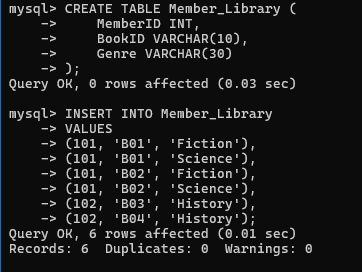 mysql> CREATE TABLE Member_Library (
    ->     MemberID INT,
    ->     BookID VARCHAR(10),
    ->     Genre VARCHAR(30)
    -> );
Query OK, 0 rows affected (0.03 sec)

mysql> INSERT INTO Member_Library
    -> VALUES
    -> (101, 'B01', 'Fiction'),
    -> (101, 'B01', 'Science'),
    -> (101, 'B02', 'Fiction'),
    -> (101, 'B02', 'Science'),
    -> (102, 'B03', 'History'),
    -> (102, 'B04', 'History');
Query OK, 6 rows affected (0.01 sec)
Records: 6  Duplicates: 0  Warnings: 0